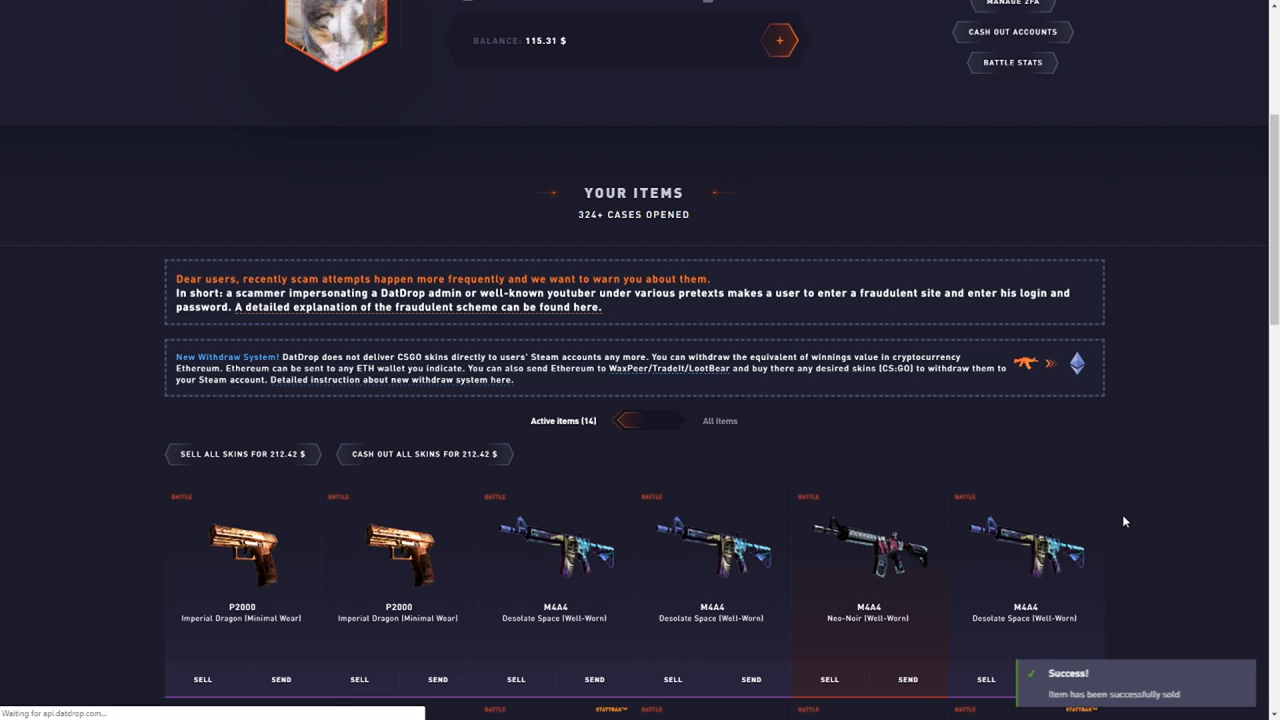 MANAGE 2FA
BALANCE: 115.31 $
+
CASH OUT ACCOUNTS
BATTLE STATS
YOUR ITEMS
324+ CASES OPENED
Dear users, recently scam attempts happen more frequently and we want to warn you about them.
In short: a scammer impersonating a DatDrop admin or well-known youtuber under various pretexts makes a user to enter a fraudulent site and enter his login and
password. A detailed explanation of the fraudulent scheme can be found here.
New Withdraw System! DatDrop does not deliver CSGO skins directly to users' Steam accounts any more. You can withdraw the equivalent of winnings value in cryptocurrency
Ethereum. Ethereum can be sent to any ETH wallet you indicate. You can also send Ethereum to WaxPeer/TradeIt/LootBear and buy there any desired skins (CS:GO) to withdraw them to
your Steam account. Detailed instruction about new withdraw system here.
Active items (14) All items
SELL ALL SKINS FOR 212.42 $ CASH OUT ALL SKINS FOR 212.42 $
BATTLE BATTLE BATTLE BATTLE BATTLE BATTLE
P2000 P2000 M4A4 M4A4 M4A4 M4A4
Imperial Dragon (Minimal Wear) Imperial Dragon (Minimal Wear) Desolate Space (Well-Worn) Desolate Space (Well-Worn) Neo-Noir (Well-Worn) Desolate Space (Well-Worn)
SELL SEND SELL SEND SELL SEND SELL SEND SELL SEND SELL
Success!
Item has been successfully sold
BATTLE STATTRAK™ BATTLE BATTLE STATTRAK™
Waiting for api.datdrop.com...